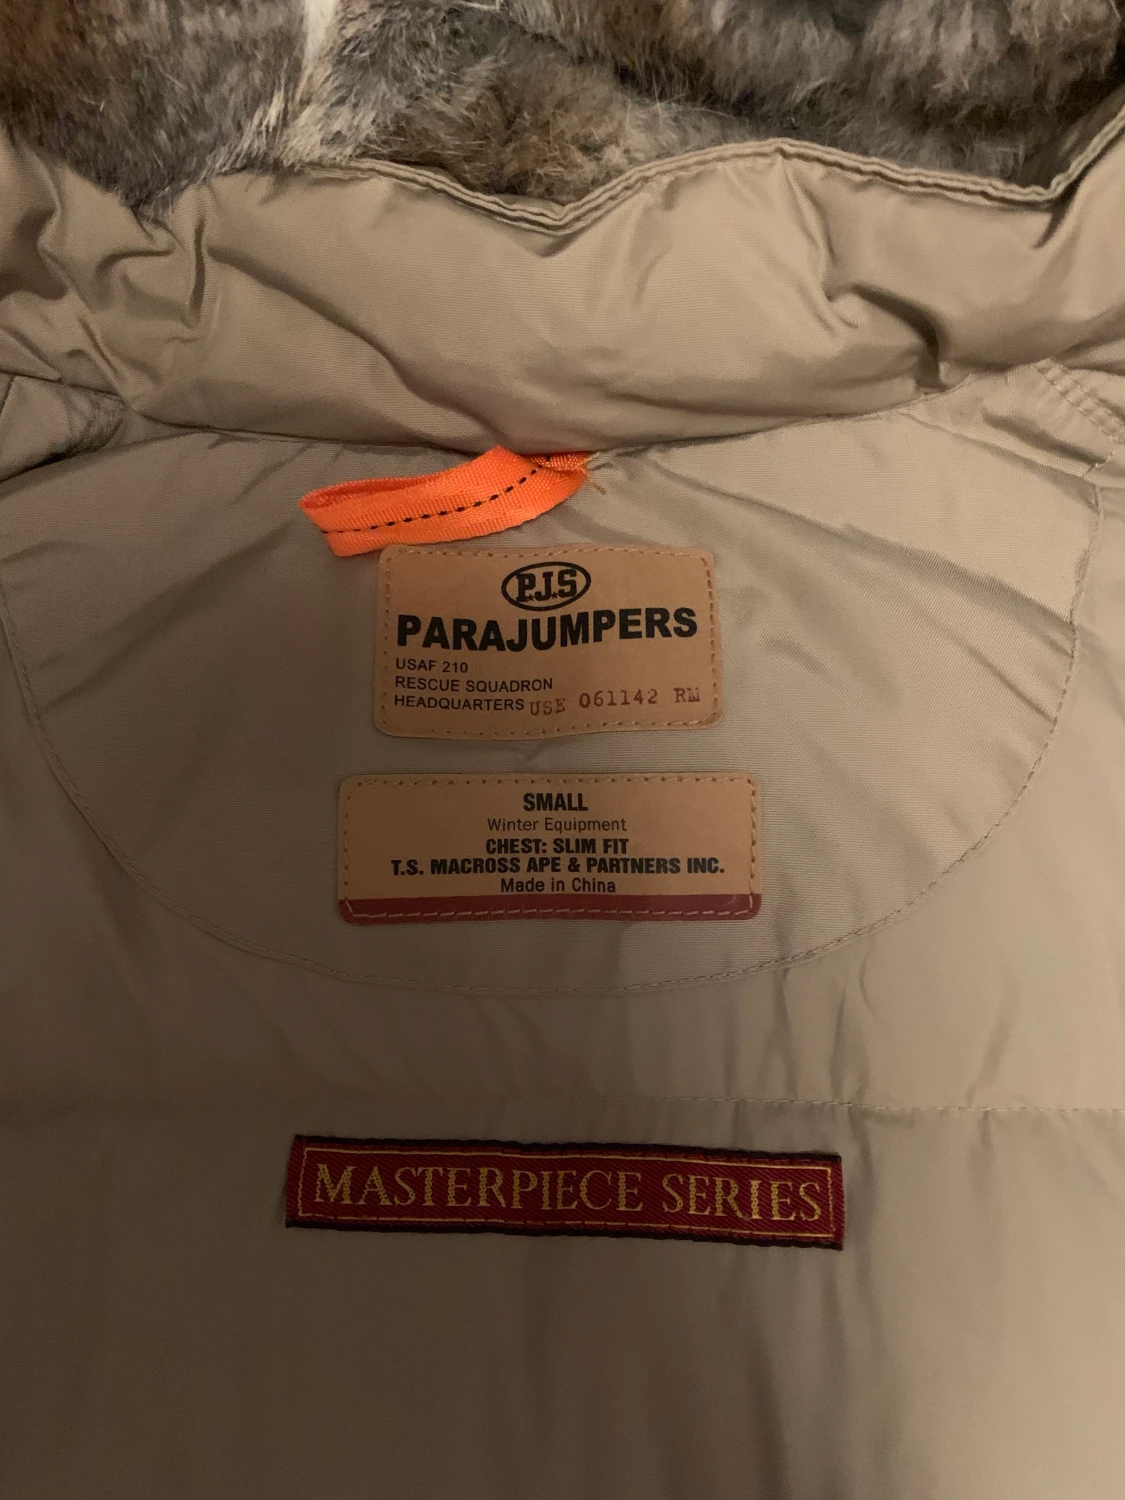 P.J.S
PARAJUMPERS
USAF 210
RESCUE SQUADRON
HEADQUARTERS USE 061142 RM
SMALL
Winter Equipment
CHEST: SLIM FIT
T.S. MACROSS APE & PARTNERS INC.
Made in China
MASTERPIECE SERIES